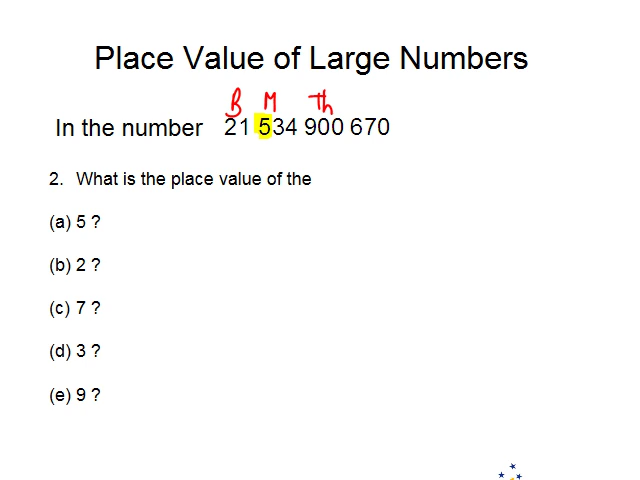 Place Value of Large Numbers
B M Th
In the number 21 534 900 670
2. What is the place value of the
(a) 5 ?
(b) 2 ?
(c) 7 ?
(d) 3 ?
(e) 9 ?